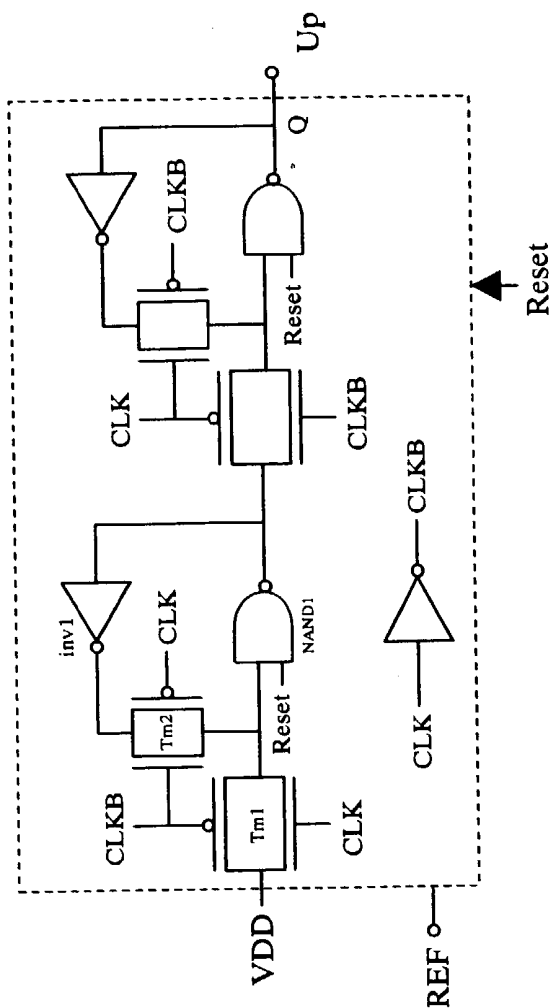 Up
Q
CLKB
Reset
CLK
CLKB
Reset
inv1
CLK
Tm2
NAND1
CLKB
Reset
Tm1
CLK
VDD
CLK
CLKB
REF